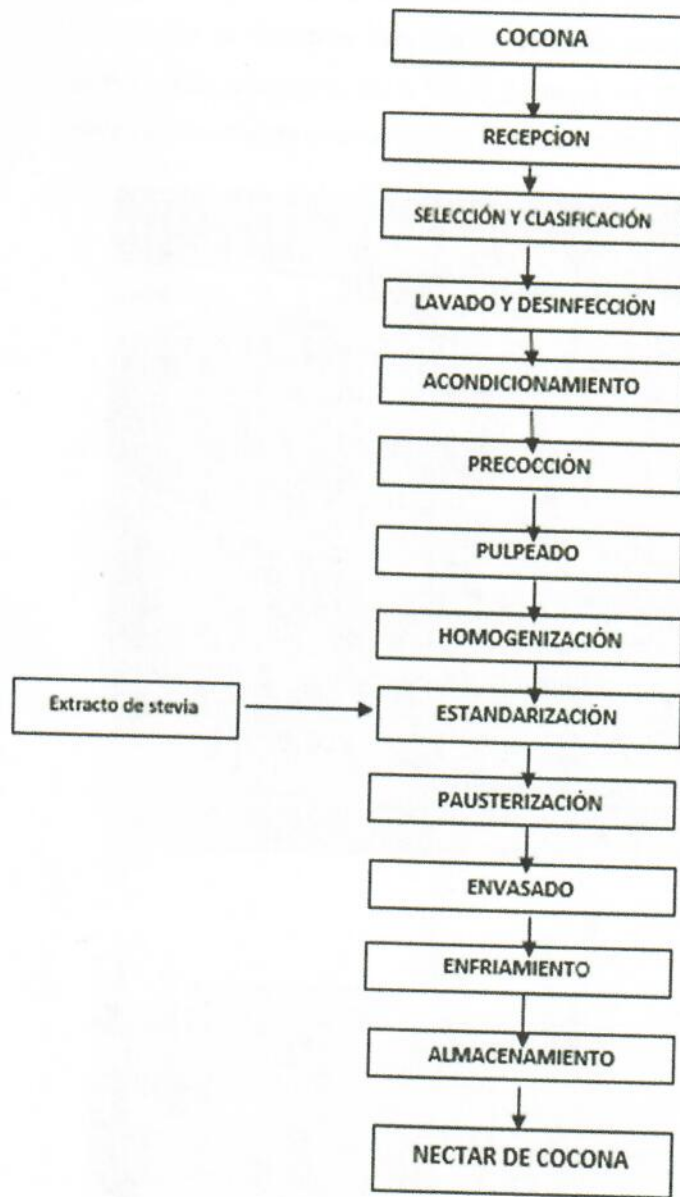 COCONA
RECEPCÍON
SELECCIÓN Y CLASIFICACIÓN
LAVADO Y DESINFECCIÓN
ACONDICIONAMIENTO
PRECOCCIÓN
PULPEADO
HOMOGENIZACIÓN
Extracto de stevia
ESTANDARIZACIÓN
PAUSTERIZACIÓN
ENVASADO
ENFRIAMIENTO
ALMACENAMIENTO
NECTAR DE COCONA